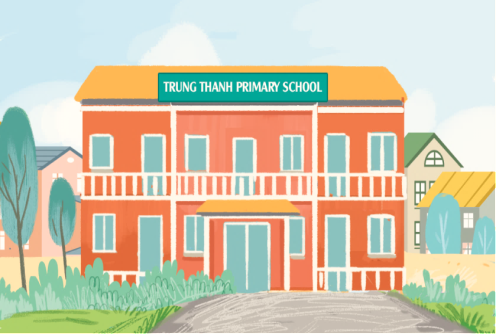 TRUNG THANH PRIMARY SCHOOL